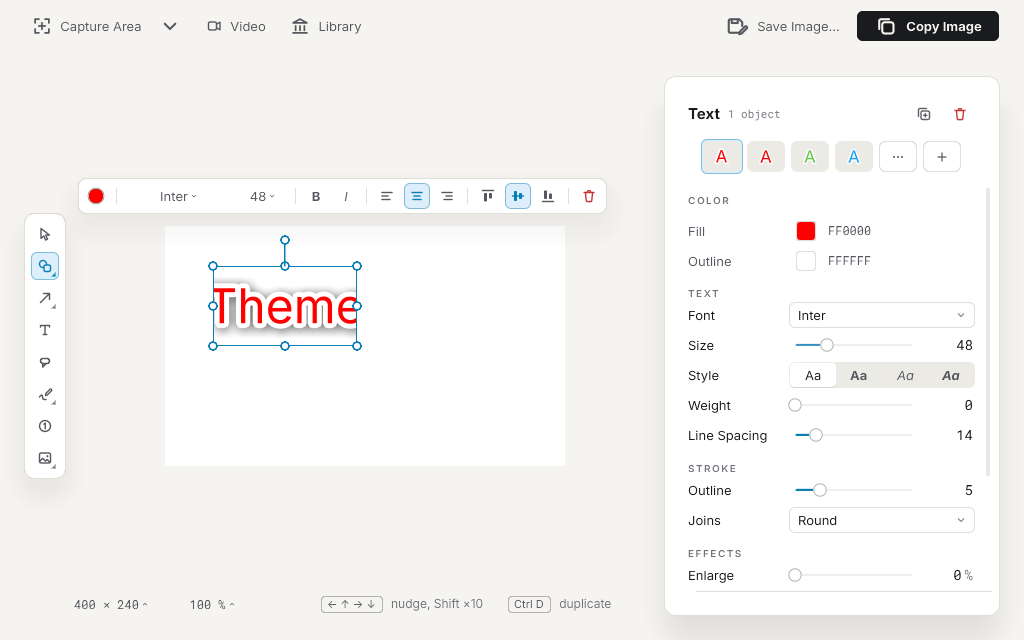 Capture Area
Video
Library
Save Image...
Copy Image
Text 1 object
A A A A ... +
Inter 48 B I
COLOR
Fill FF0000
Outline FFFFFF
TEXT
Font Inter
Size 48
Style Aa Aa Aa Aa
Weight 0
Line Spacing 14
STROKE
Outline 5
Joins Round
EFFECTS
Enlarge 0 %
Theme
T
1
400 × 240
100 %
← ↑ → ↓ nudge, Shift ×10
Ctrl D duplicate